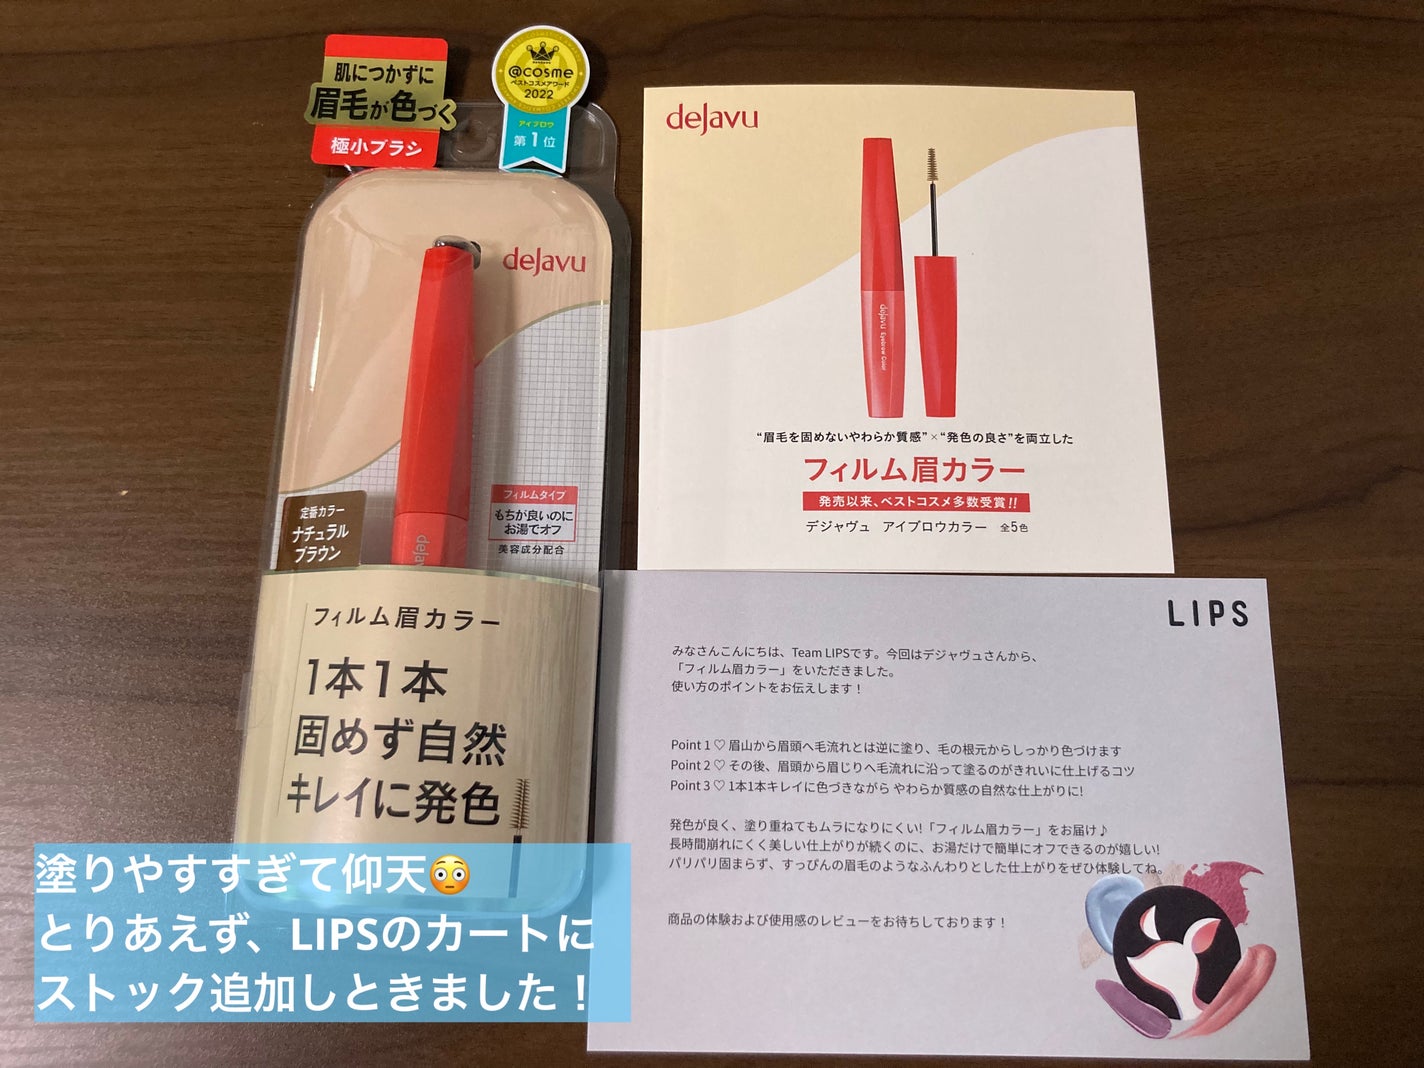 肌につかずに
眉毛が色づく
極小ブラシ
@cosme
ベストコスメアワード
2022
アイブロウ
第1位
dejavu
フィルムタイプ
もちが良いのに
お湯でオフ
美容成分配合
定番カラー
ナチュラル
ブラウン
dejav
フィルム眉カラー
1本1本
固めず自然
キレイに発色
dejavu
dejavu Eyebrow Color
“眉毛を固めないやわらか質感”×“発色の良さ”を両立した
フィルム眉カラー
発売以来、ベストコスメ多数受賞!!
デジャヴュ アイブロウカラー 全5色
LIPS
みなさんこんにちは、Team LIPSです。今回はデジャヴュさんから、
「フィルム眉カラー」をいただきました。
使い方のポイントをお伝えします！
Point 1 ♡ 眉山から眉頭へ毛流れとは逆に塗り、毛の根元からしっかり色づけます
Point 2 ♡ その後、眉頭から眉じりへ毛流れに沿って塗るのがきれいに仕上げるコツ
Point 3 ♡ 1本1本キレイに色づきながら やわらか質感の自然な仕上がりに!
発色が良く、塗り重ねてもムラになりにくい!「フィルム眉カラー」をお届け♪
長時間崩れにくく美しい仕上がりが続くのに、お湯だけで簡単にオフできるのが嬉しい!
パリパリ固まらず、すっぴんの眉毛のようなふんわりとした仕上がりをぜひ体験してね。
商品の体験および使用感のレビューをお待ちしております！
塗りやすすぎて仰天😳
とりあえず、LIPSのカートに
ストック追加しときました！